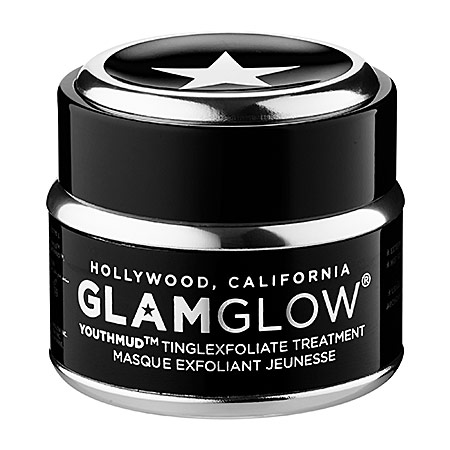 HOLLYWOOD, CALIFORNIA
GLAMGLOW®
YOUTHMUD™ TINGLEXFOLIATE TREATMENT
MASQUE EXFOLIANT JEUNESSE